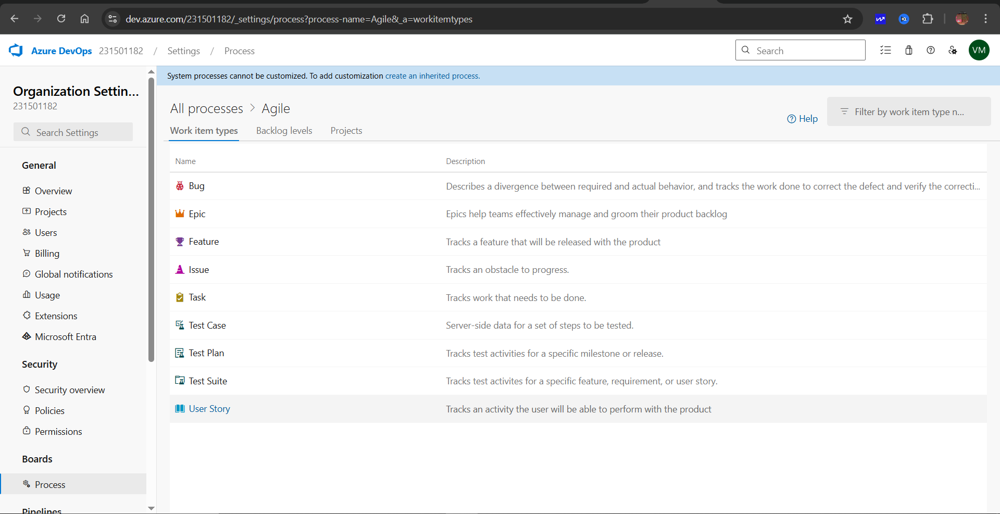 dev.azure.com/231501182/_settings/process?process-name=Agile&_a=workitemtypes
Azure DevOps 231501182 / Settings / Process
Search
VM
System processes cannot be customized. To add customization create an inherited process.
Organization Settin...
231501182
Search Settings
General
Overview
Projects
Users
Billing
Global notifications
Usage
Extensions
Microsoft Entra
Security
Security overview
Policies
Permissions
Boards
Process
Pipelines
All processes > Agile
Help
Filter by work item type n...
Work item types Backlog levels Projects
Name Description
Bug Describes a divergence between required and actual behavior, and tracks the work done to correct the defect and verify the correcti...
Epic Epics help teams effectively manage and groom their product backlog
Feature Tracks a feature that will be released with the product
Issue Tracks an obstacle to progress.
Task Tracks work that needs to be done.
Test Case Server-side data for a set of steps to be tested.
Test Plan Tracks test activities for a specific milestone or release.
Test Suite Tracks test activites for a specific feature, requirement, or user story.
User Story Tracks an activity the user will be able to perform with the product